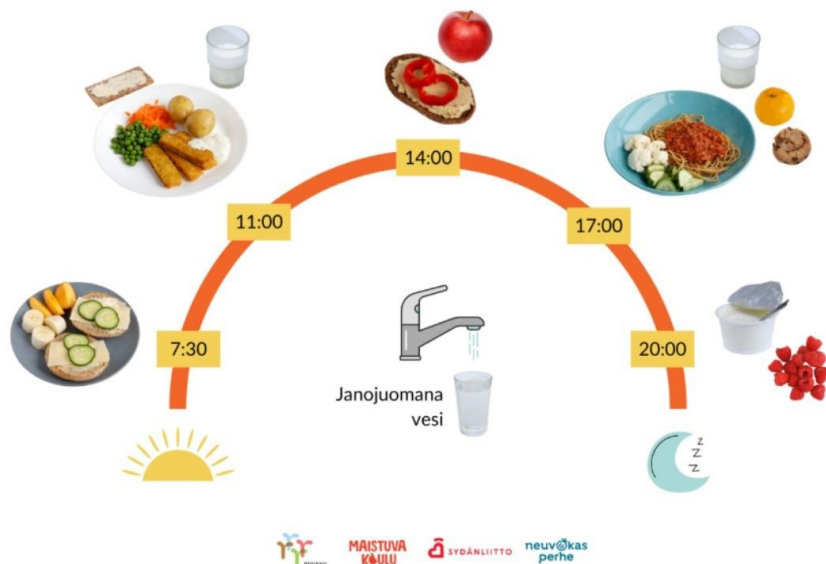 14:00
11:00
17:00
7:30
20:00
Janojuomana
vesi
z
z
z
MAISTUVA
KOULU
SYDÄNLIITTO
neuvokas
perhe